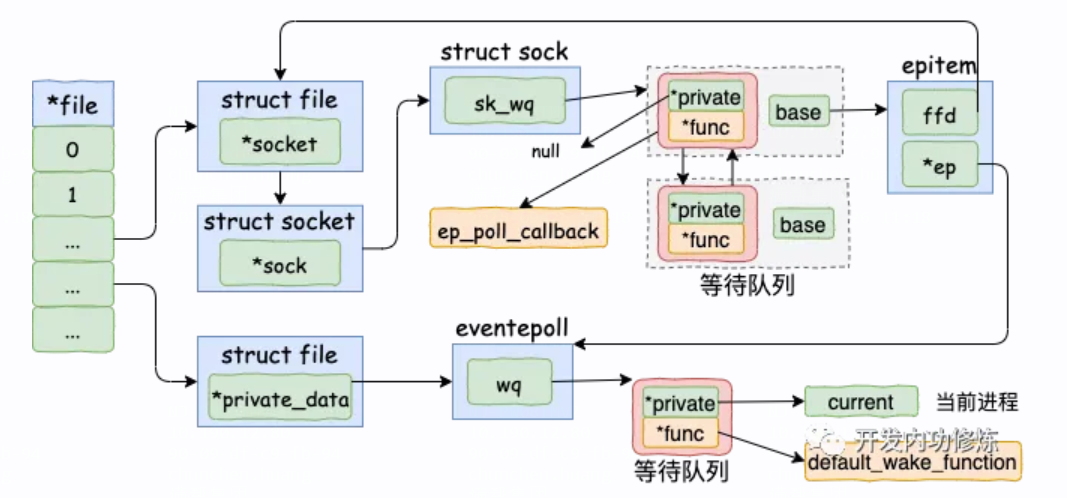 *file
0
1
...
...
...
struct file
*socket
struct socket
*sock
struct sock
sk_wq
null
ep_poll_callback
*private
*func
base
*private
*func
base
等待队列
epitem
ffd
*ep
struct file
*private_data
eventepoll
wq
*private
*func
等待队列
current
当前进程
开发内功修炼
default_wake_function